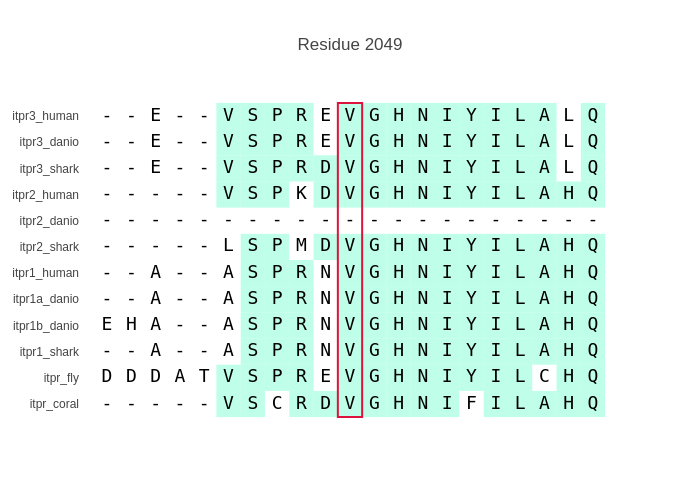 Residue 2049
itpr3_human - - E - - V S P R E V G H N I Y I L A L Q
itpr3_danio - - E - - V S P R E V G H N I Y I L A L Q
itpr3_shark - - E - - V S P R D V G H N I Y I L A L Q
itpr2_human - - - - - V S P K D V G H N I Y I L A H Q
itpr2_danio - - - - - - - - - - - - - - - - - - - - -
itpr2_shark - - - - - L S P M D V G H N I Y I L A H Q
itpr1_human - - A - - A S P R N V G H N I Y I L A H Q
itpr1a_danio - - A - - A S P R N V G H N I Y I L A H Q
itpr1b_danio E H A - - A S P R N V G H N I Y I L A H Q
itpr1_shark - - A - - A S P R N V G H N I Y I L A H Q
itpr_fly D D D A T V S P R E V G H N I Y I L C H Q
itpr_coral - - - - - V S C R D V G H N I F I L A H Q